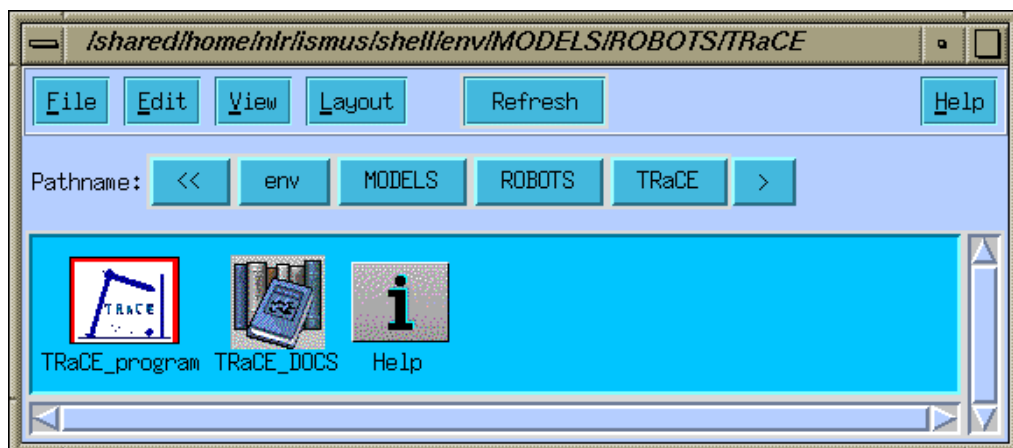 /shared/home/nlr/ismus/shell/env/MODELS/ROBOTS/TRaCE
File Edit View Layout Refresh Help
Pathname: << env MODELS ROBOTS TRaCE >
TRaCE
TRaCE_program TRaCE_DOCS Help